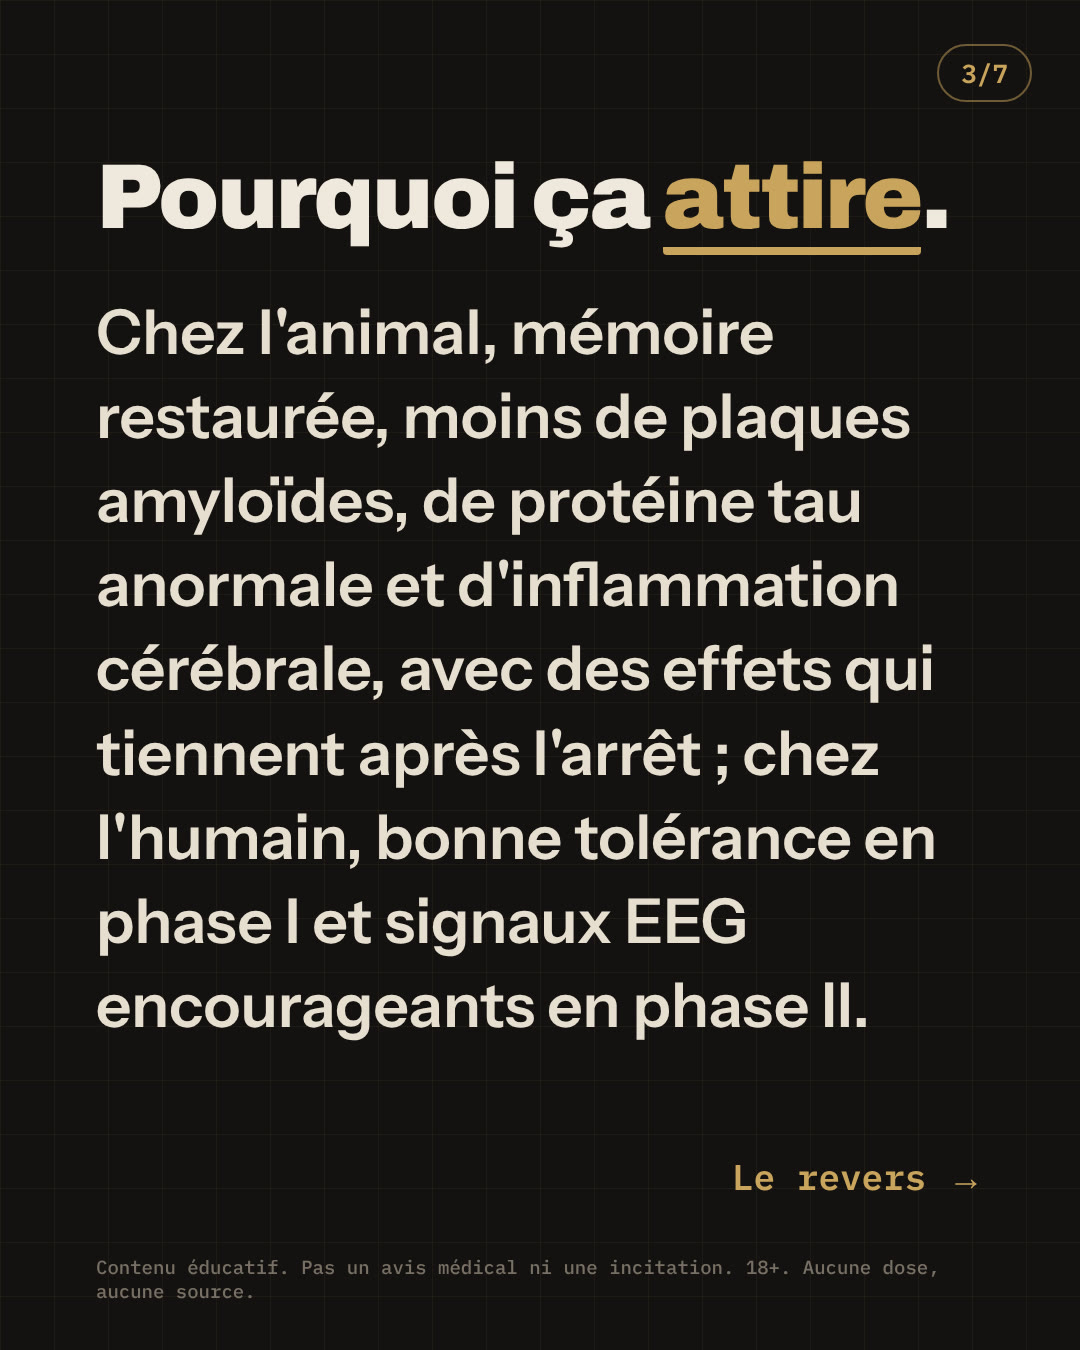 3/7
Pourquoi ça attire.
Chez l'animal, mémoire
restaurée, moins de plaques
amyloïdes, de protéine tau
anormale et d'inflammation
cérébrale, avec des effets qui
tiennent après l'arrêt ; chez
l'humain, bonne tolérance en
phase I et signaux EEG
encourageants en phase II.
Le revers →
Contenu éducatif. Pas un avis médical ni une incitation. 18+. Aucune dose,
aucune source.